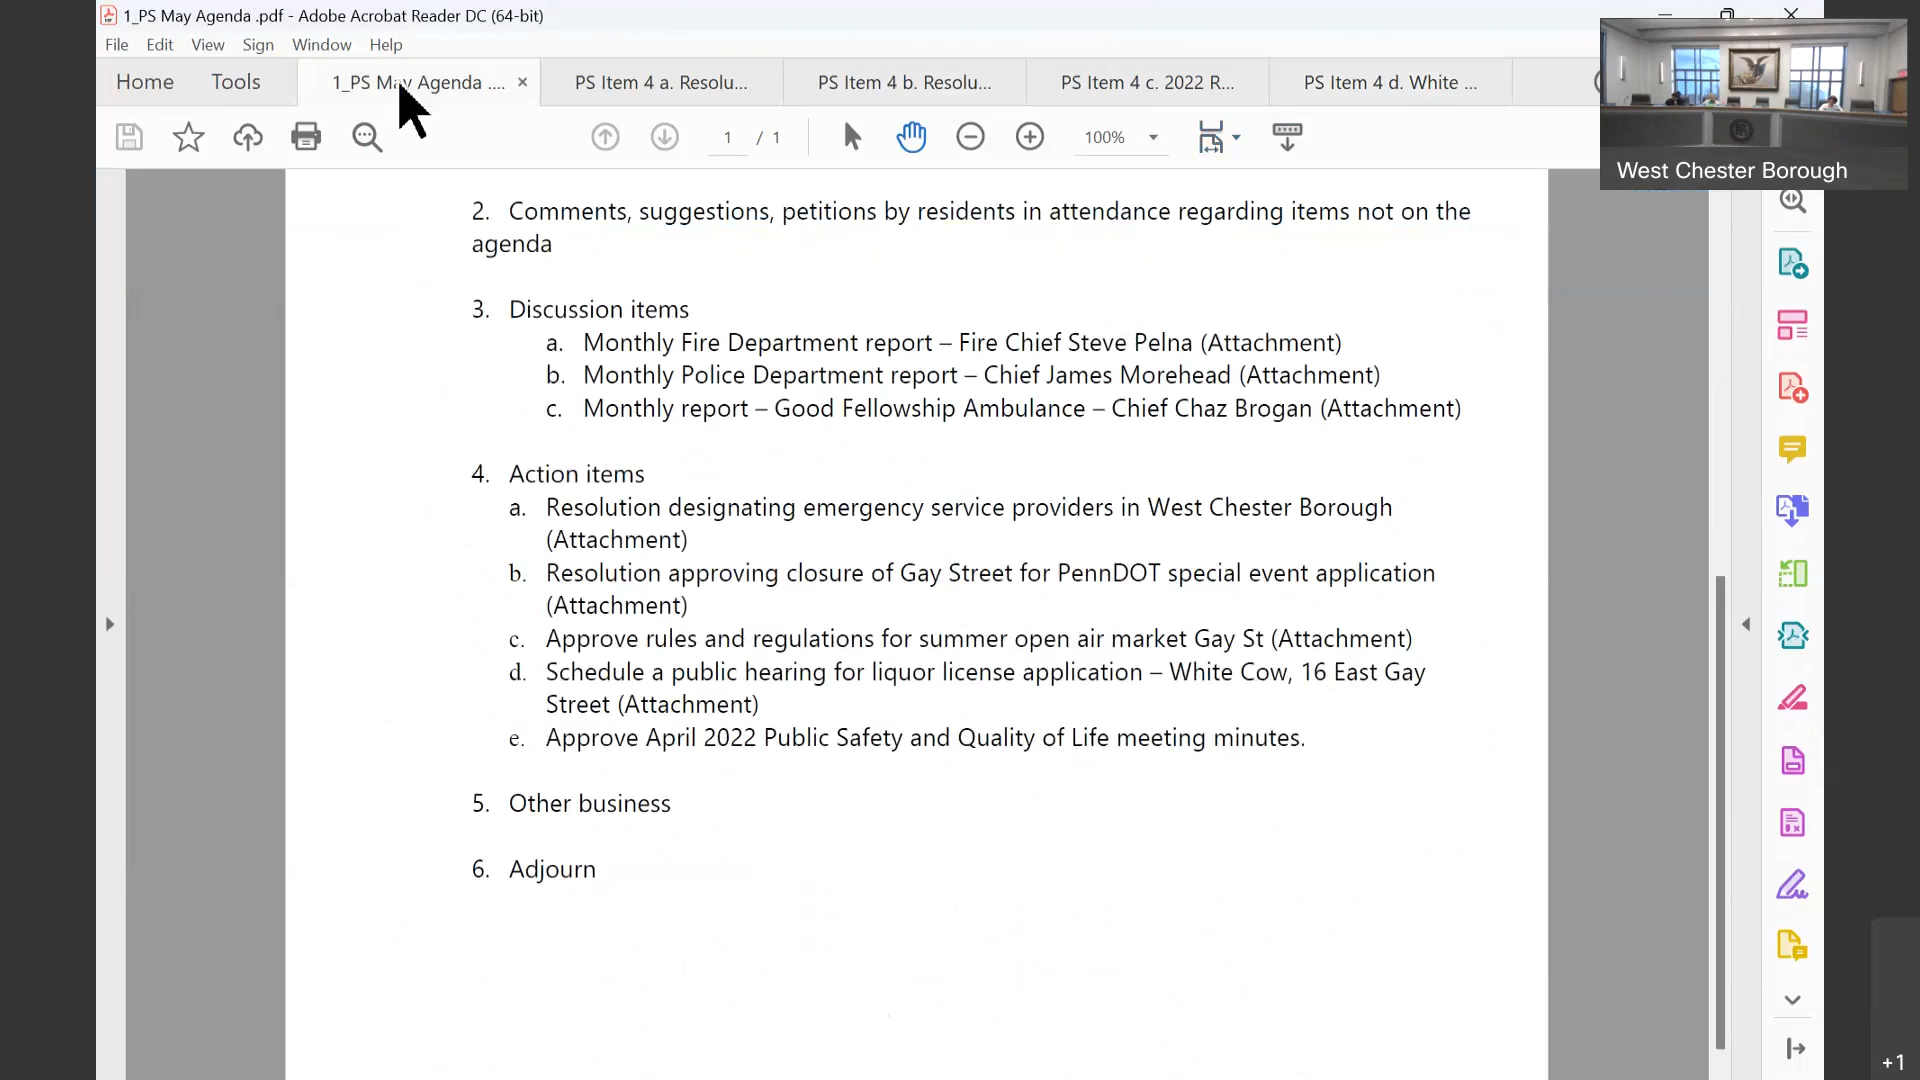 1_PS May Agenda .pdf - Adobe Acrobat Reader DC (64-bit)
File Edit View Sign Window Help
Home Tools 1_PS May Agenda .... × PS Item 4 a. Resolu... PS Item 4 b. Resolu... PS Item 4 c. 2022 R... PS Item 4 d. White ...
1 / 1 100%
West Chester Borough
2. Comments, suggestions, petitions by residents in attendance regarding items not on the
agenda
3. Discussion items
a. Monthly Fire Department report – Fire Chief Steve Pelna (Attachment)
b. Monthly Police Department report – Chief James Morehead (Attachment)
c. Monthly report – Good Fellowship Ambulance – Chief Chaz Brogan (Attachment)
4. Action items
a. Resolution designating emergency service providers in West Chester Borough
(Attachment)
b. Resolution approving closure of Gay Street for PennDOT special event application
(Attachment)
c. Approve rules and regulations for summer open air market Gay St (Attachment)
d. Schedule a public hearing for liquor license application – White Cow, 16 East Gay
Street (Attachment)
e. Approve April 2022 Public Safety and Quality of Life meeting minutes.
5. Other business
6. Adjourn
+1